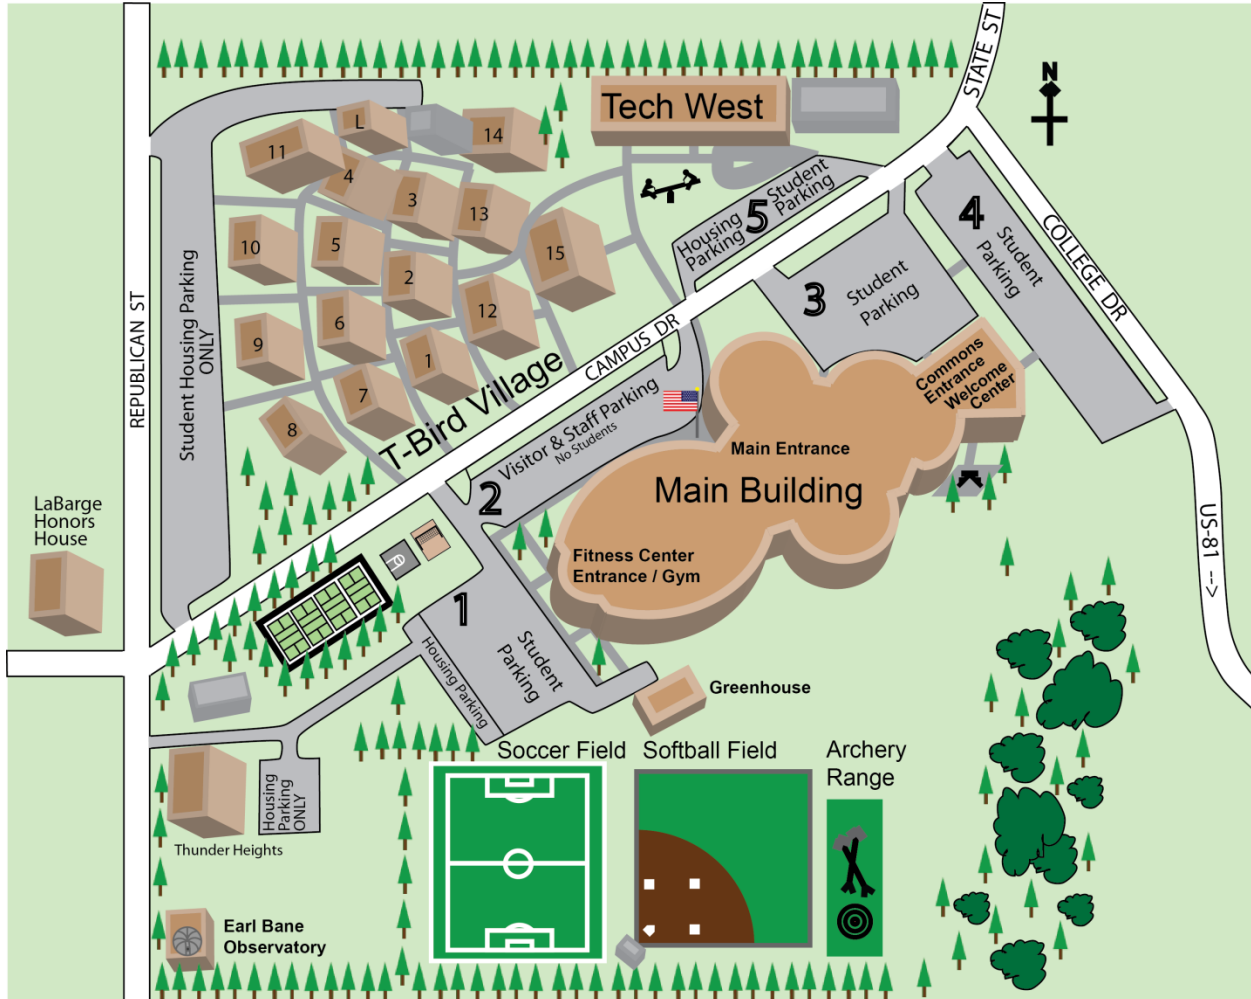 Tech West
STATE ST
N
L
11
14
4
3
13
10
5
15
2
12
6
9
1
7
8
Housing
Parking
5
Student
Parking
4
Student
Parking
COLLEGE DR
3
Student
Parking
REPUBLICAN ST
Student Housing Parking
ONLY
T-Bird Village
CAMPUS DR
Visitor & Staff Parking
No Students
2
Commons
Entrance
Welcome
Center
Main Entrance
Main Building
Fitness Center
Entrance / Gym
US-81 -->
LaBarge
Honors
House
H
1
Student
Parking
Housing Parking
Greenhouse
Soccer Field
Softball Field
Archery
Range
Housing
Parking
ONLY
Thunder Heights
Earl Bane
Observatory